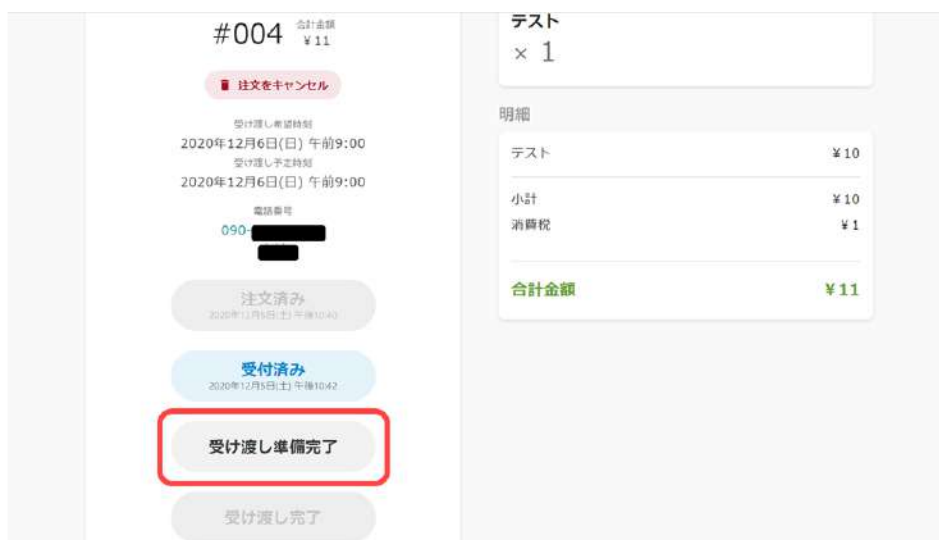 #004
合計金額
¥11
注文をキャンセル
受け渡し希望時刻
2020年12月6日(日) 午前9:00
受け渡し予定時刻
2020年12月6日(日) 午前9:00
電話番号
090-
注文済み
2020年12月5日(土) 午後10:40
受付済み
2020年12月5日(土) 午後10:42
受け渡し準備完了
受け渡し完了
テスト
× 1
明細
テスト ¥10
小計 ¥10
消費税 ¥1
合計金額 ¥11